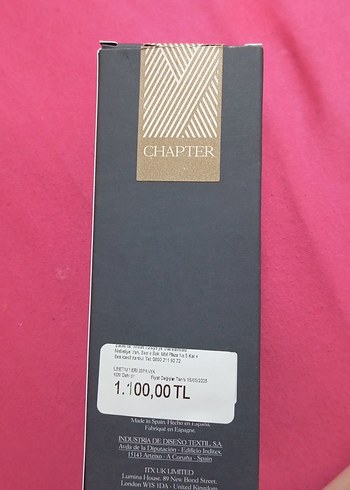 CHAPTER
1.100,00 TL
Made in Spain. Hecho en España
Fabriqué en Espagne.
INDUSTRIA DE DISEÑO TEXTIL, S.A.
Avda de la Diputación - Edificio Inditex,
15143 Arteixo - A Coruña - Spain
ITX UK LIMITED
Lumina House, 89 New Bond Street,
London W1S 1DA - United Kingdom